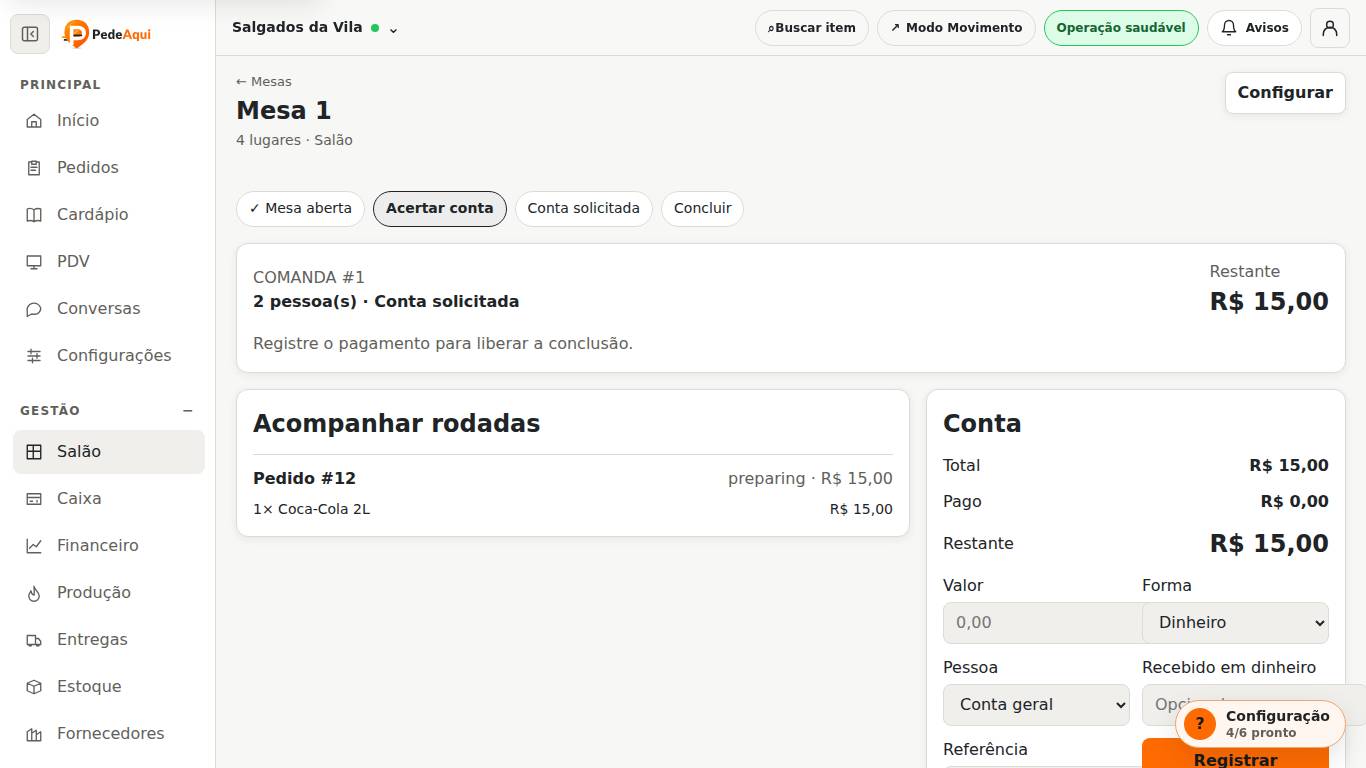 PedeAqui
PRINCIPAL
Início
Pedidos
Cardápio
PDV
Conversas
Configurações
GESTÃO −
Salão
Caixa
Financeiro
Produção
Entregas
Estoque
Fornecedores
Salgados da Vila
Buscar item
↗ Modo Movimento
Operação saudável
Avisos
← Mesas
Mesa 1
4 lugares · Salão
Configurar
✓ Mesa aberta
Acertar conta
Conta solicitada
Concluir
COMANDA #1
2 pessoa(s) · Conta solicitada
Registre o pagamento para liberar a conclusão.
Restante
R$ 15,00
Acompanhar rodadas
Pedido #12 preparing · R$ 15,00
1× Coca-Cola 2L R$ 15,00
Conta
Total R$ 15,00
Pago R$ 0,00
Restante R$ 15,00
Valor Forma
0,00 Dinheiro
Pessoa Recebido em dinheiro
Conta geral
Referência
Registrar
? Configuração
4/6 pronto